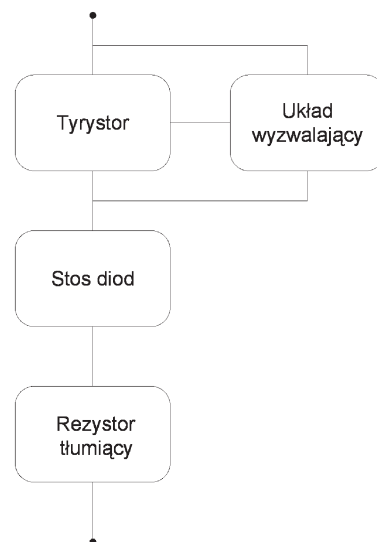 Tyrystor
Układ
wyzwalający
Stos diod
Rezystor
tłumiący